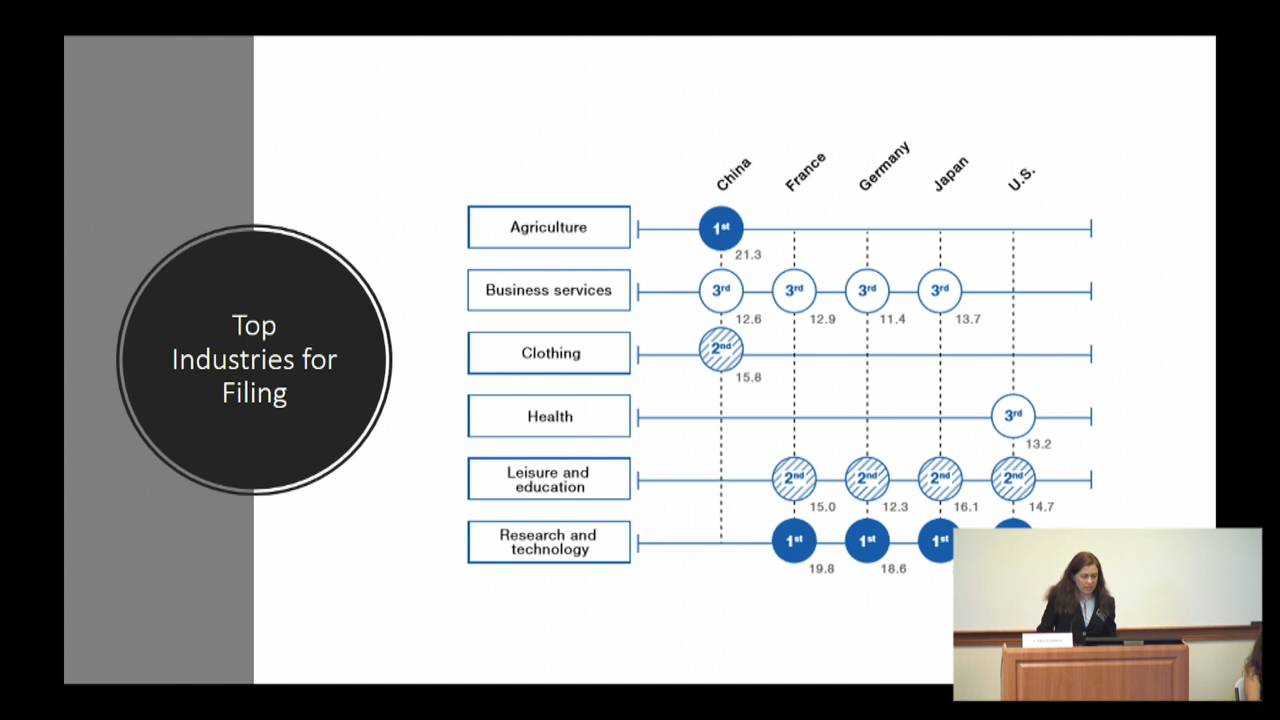 Top
Industries for
Filing
China
France
Germany
Japan
U.S.
Agriculture
1st
21.3
Business services
3rd
3rd
3rd
3rd
12.6
12.9
11.4
13.7
Clothing
2nd
15.8
Health
3rd
13.2
Leisure and
education
2nd
2nd
2nd
2nd
15.0
12.3
16.1
14.7
Research and
technology
1st
1st
1st
19.8
18.6